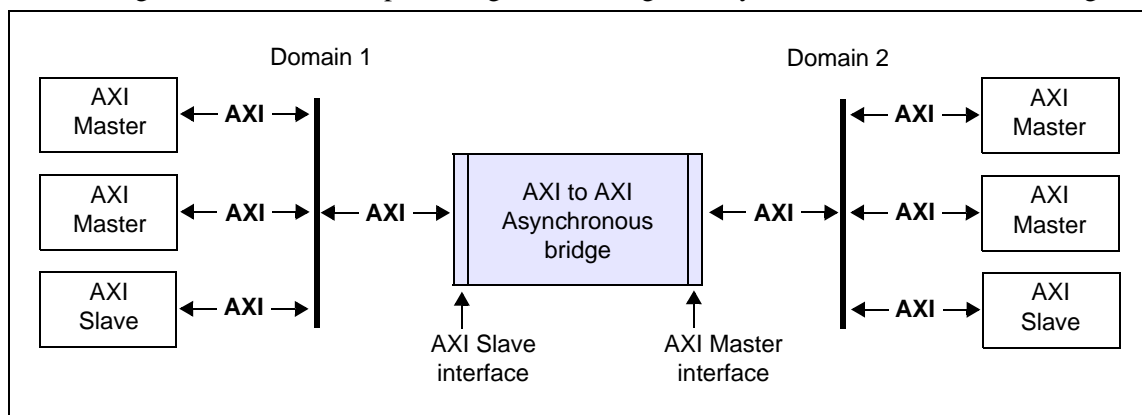 Domain 1
Domain 2
AXI
Master
AXI
AXI
AXI
Master
AXI
Master
AXI
AXI
AXI to AXI
Asynchronous
bridge
AXI
AXI
AXI
Master
AXI
Slave
AXI
AXI
AXI
Slave
AXI Slave
interface
AXI Master
interface